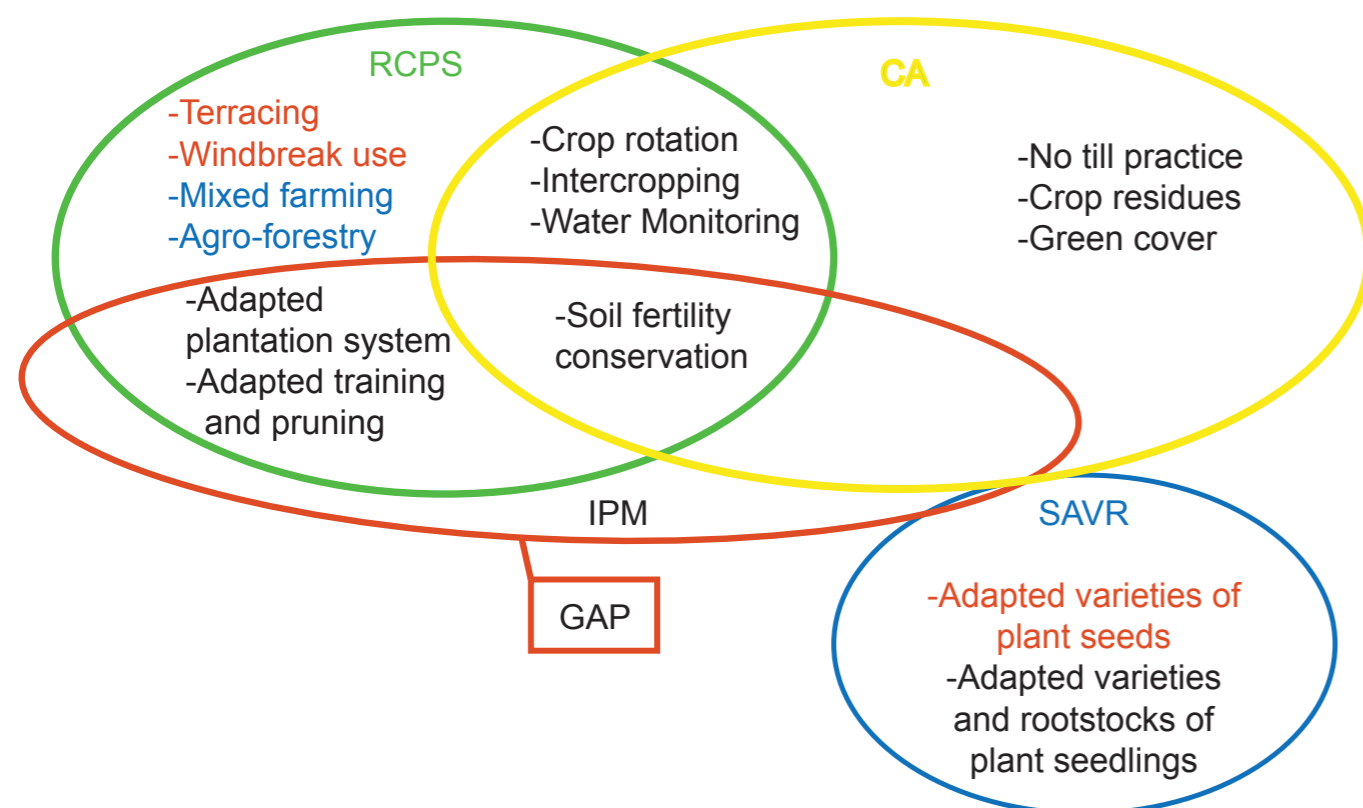 RCPS
-Terracing
-Windbreak use
-Mixed farming
-Agro-forestry
CA
-Crop rotation
-Intercropping
-Water Monitoring
-No till practice
-Crop residues
-Green cover
-Adapted
plantation system
-Adapted training
and pruning
-Soil fertility
conservation
IPM
GAP
SAVR
-Adapted varieties of
plant seeds
-Adapted varieties
and rootstocks of
plant seedlings